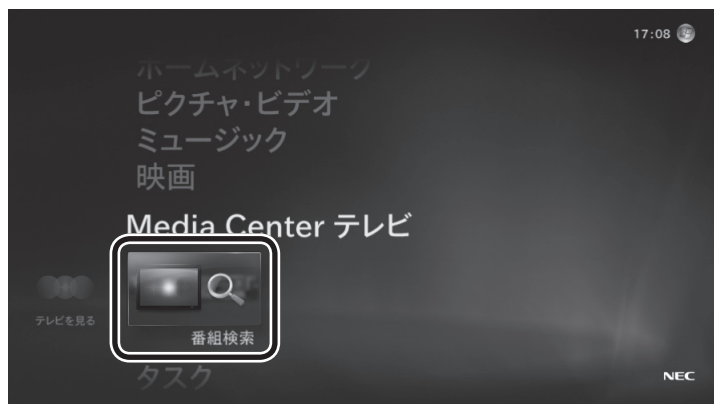 17:08
ホームネットワーク
ピクチャ・ビデオ
ミュージック
映画
Media Center テレビ
テレビを見る
番組検索
タスク
NEC